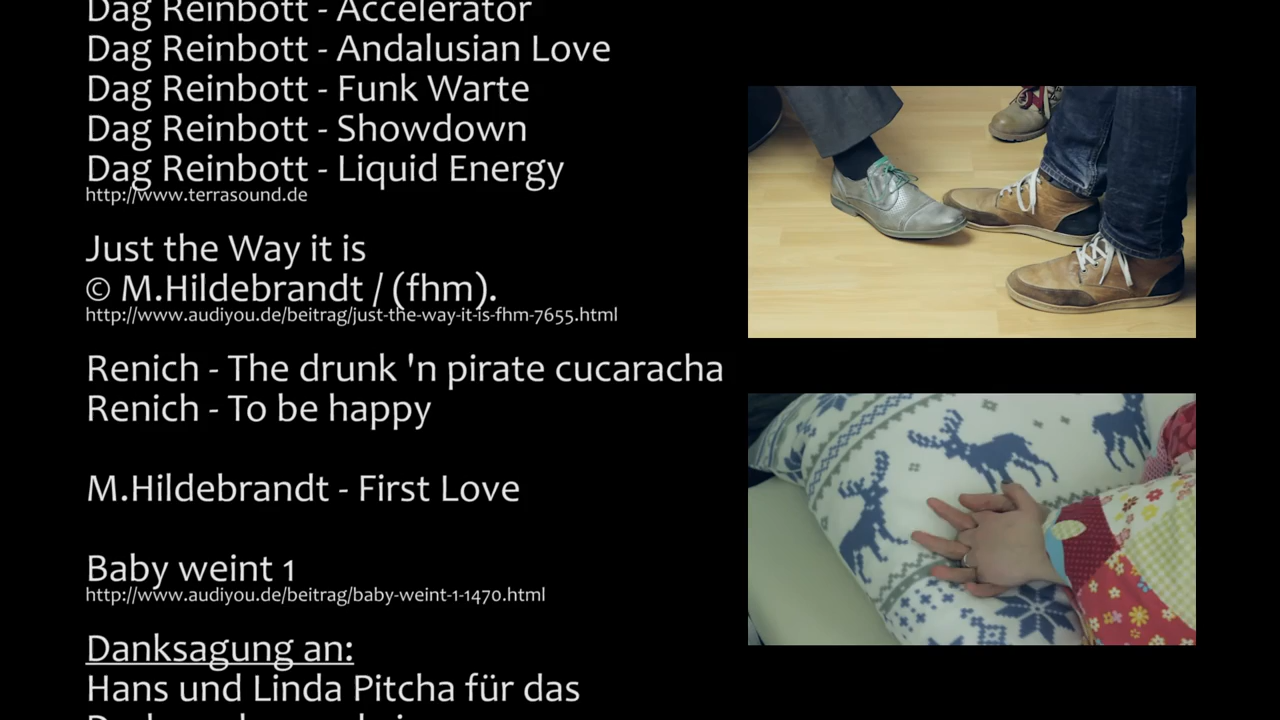 Dag Reinbott - Accelerator
Dag Reinbott - Andalusian Love
Dag Reinbott - Funk Warte
Dag Reinbott - Showdown
Dag Reinbott - Liquid Energy
http://www.terrasound.de
Just the Way it is
© M.Hildebrandt / (fhm).
http://www.audiyou.de/beitrag/just-the-way-it-is-fhm-7655.html
Renich - The drunk 'n pirate cucaracha
Renich - To be happy
M.Hildebrandt - First Love
Baby weint 1
http://www.audiyou.de/beitrag/baby-weint-1-1470.html
Danksagung an:
Hans und Linda Pitcha für das